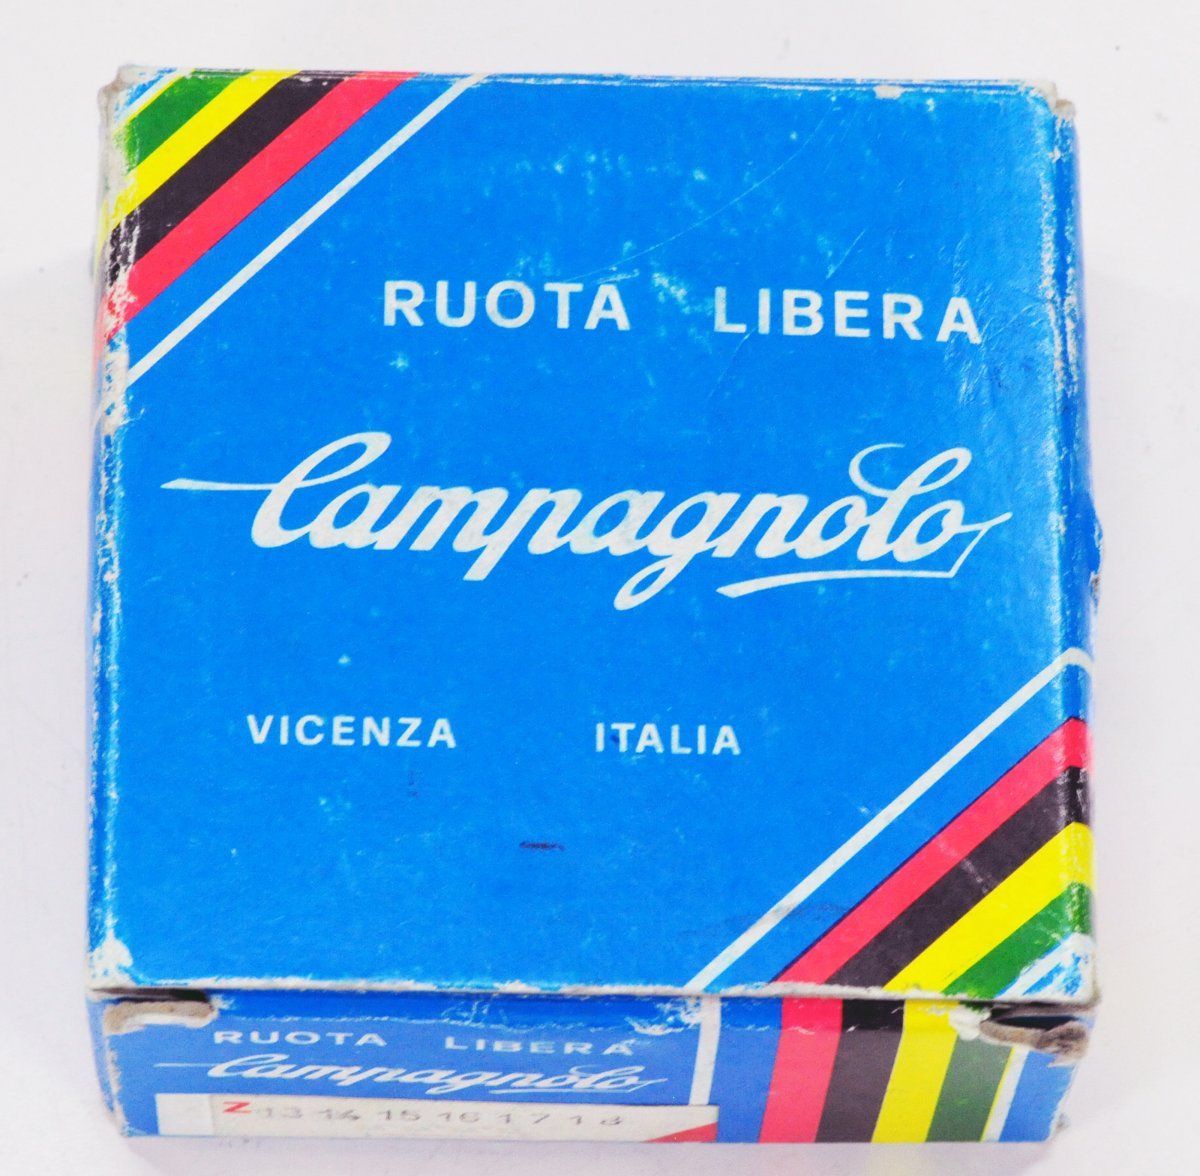 RUOTA LIBERA
Campagnolo
VICENZA ITALIA
RUOTA LIBERA
Campagnolo
Z 13 14 15 16 17 18